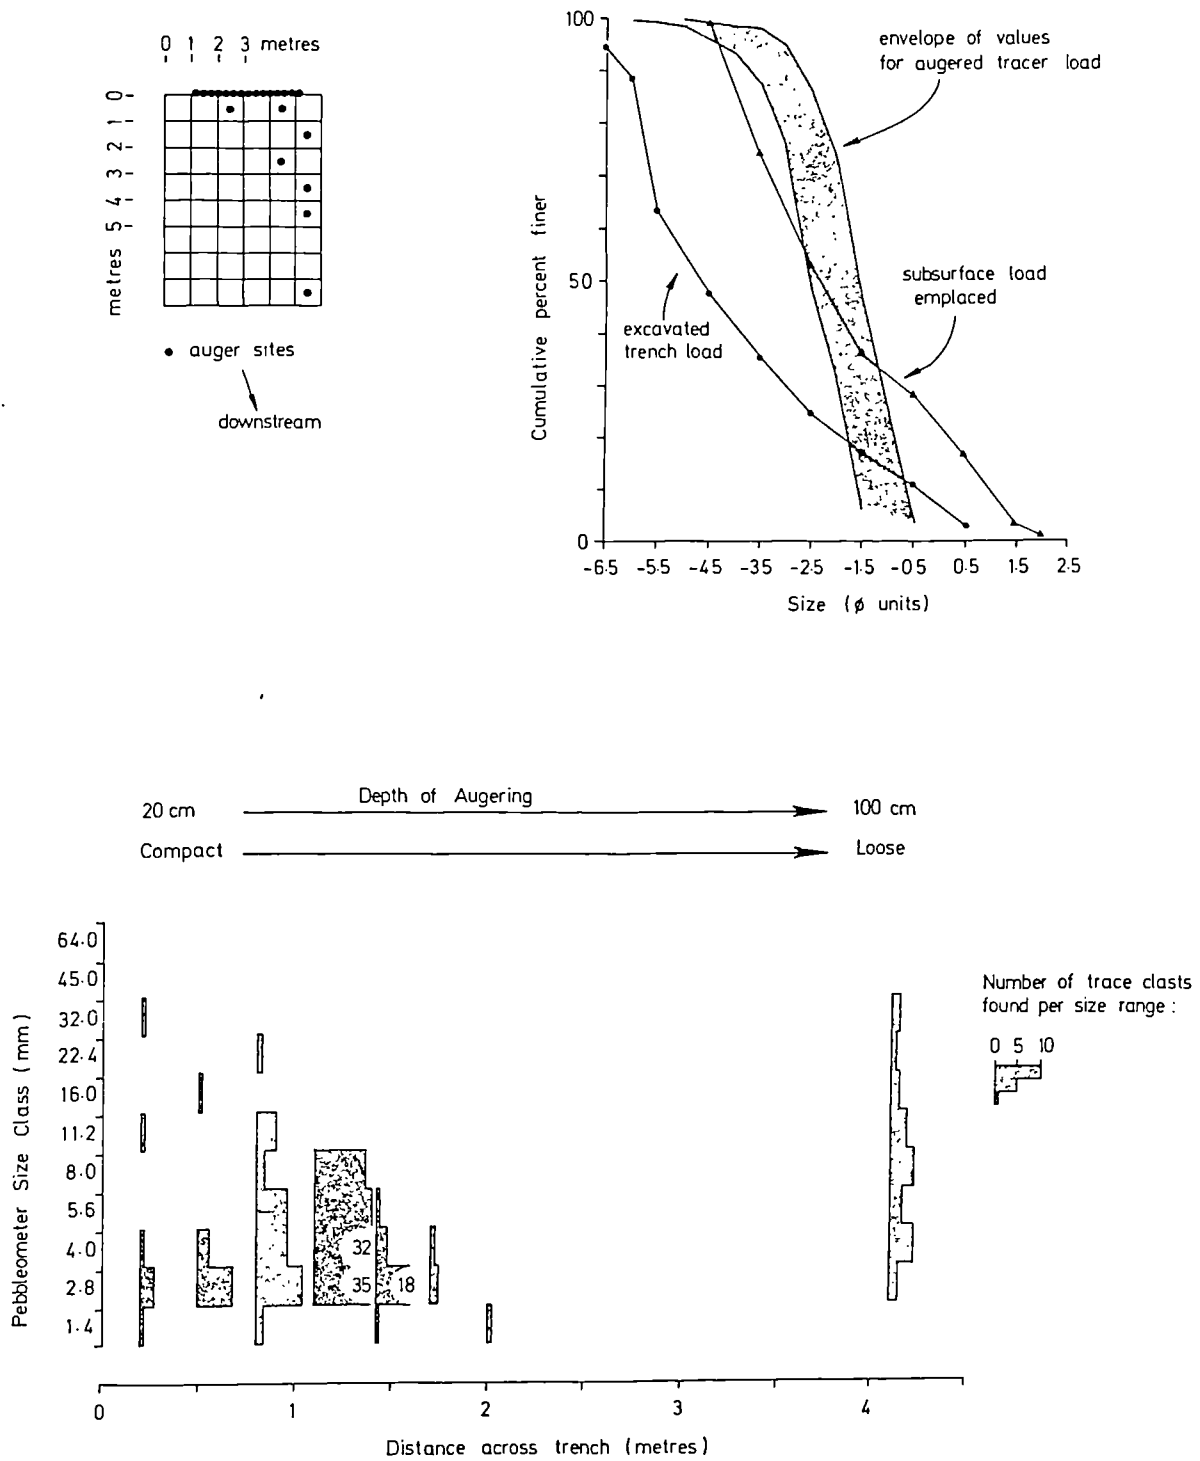 0 1 2 3 metres
metres 5 4 3 2 1 0
• auger sites
downstream
100
50
0
Cumulative percent finer
envelope of values
for augered tracer load
subsurface load
emplaced
excavated
trench load
-6·5 -5·5 -4·5 -3·5 -2·5 -1·5 -0·5 0·5 1·5 2·5
Size (ϕ units)
20 cm
Depth of Augering
100 cm
Compact
Loose
Pebbleometer Size Class (mm)
64·0
45·0
32·0
22·4
16·0
11·2
8·0
5·6
4·0
2·8
1·4
32
35
18
Number of trace clasts
found per size range :
0 5 10
0 1 2 3 4
Distance across trench (metres)